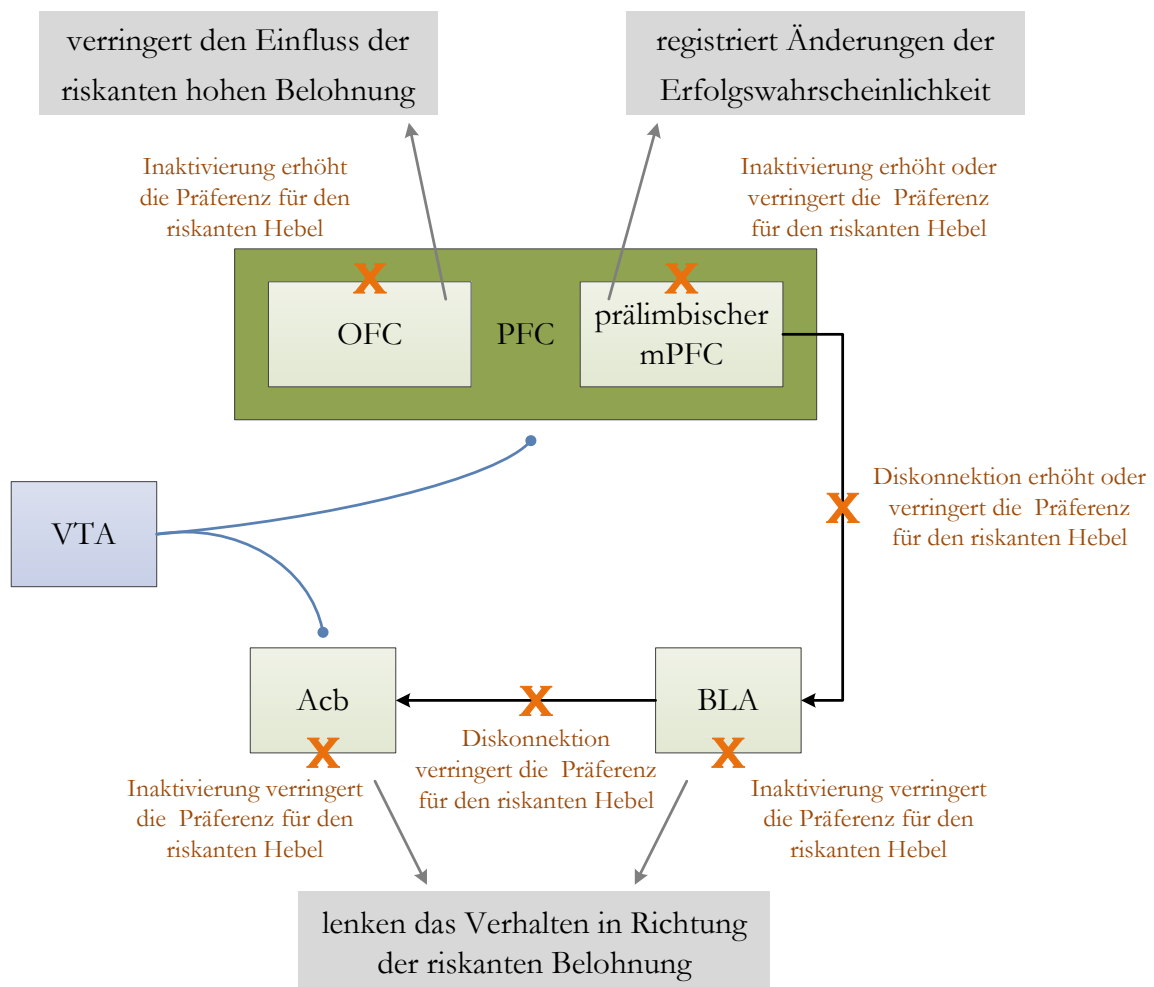 verringert den Einfluss der
riskanten hohen Belohnung
registriert Änderungen der
Erfolgswahrscheinlichkeit
Inaktivierung erhöht
die Präferenz für den
riskanten Hebel
Inaktivierung erhöht oder
verringert die Präferenz
für den riskanten Hebel
X
X
OFC
PFC
prälimbischer
mPFC
Diskonnektion erhöht oder
verringert die Präferenz
für den riskanten Hebel
X
VTA
Acb
X
BLA
X
X
Diskonnektion
verringert die Präferenz
für den riskanten Hebel
Inaktivierung verringert
die Präferenz für den
riskanten Hebel
Inaktivierung verringert
die Präferenz für den
riskanten Hebel
lenken das Verhalten in Richtung
der riskanten Belohnung